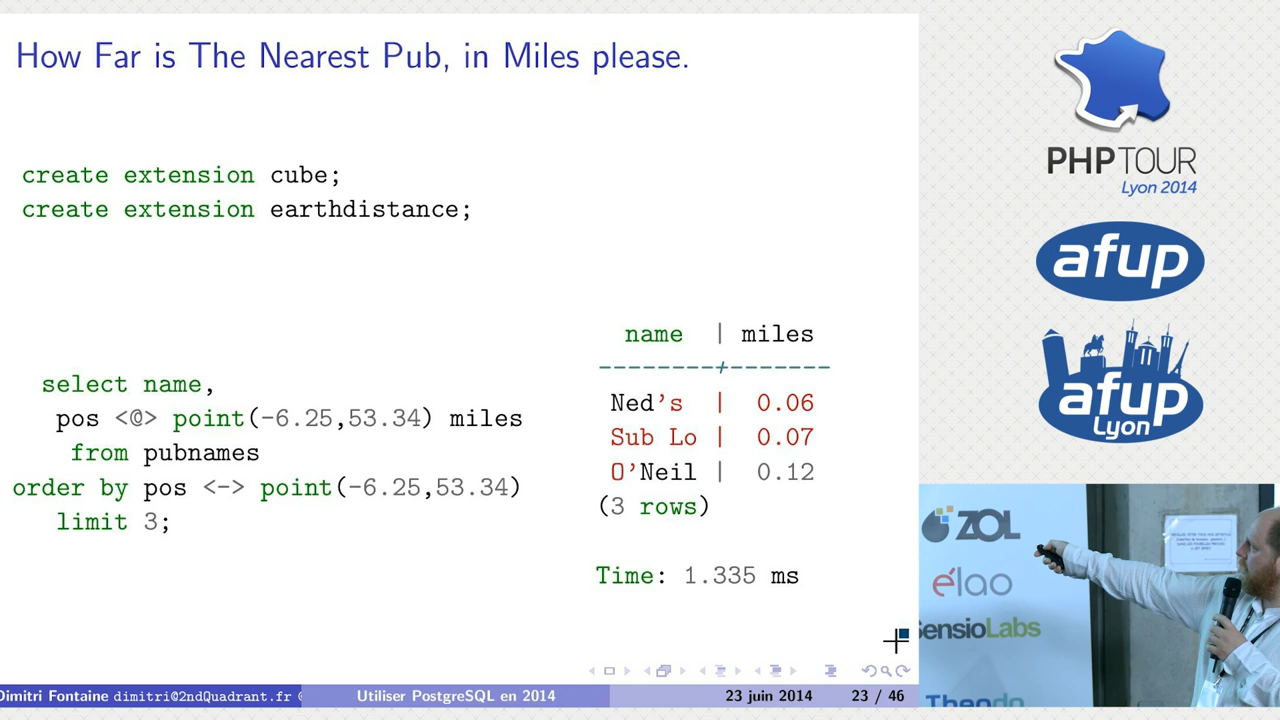 How Far is The Nearest Pub, in Miles please.
create extension cube;
create extension earthdistance;
select name,
pos <@> point(-6.25,53.34) miles
from pubnames
order by pos <-> point(-6.25,53.34)
limit 3;
name | miles
--------+-------
Ned's | 0.06
Sub Lo | 0.07
O'Neil | 0.12
(3 rows)
Time: 1.335 ms
Dimitri Fontaine dimitri@2ndQuadrant.fr
Utiliser PostgreSQL en 2014
23 juin 2014
23 / 46
PHPTOUR
Lyon 2014
afup
afup
Lyon
ZOL
élao
SensioLabs
Theodo